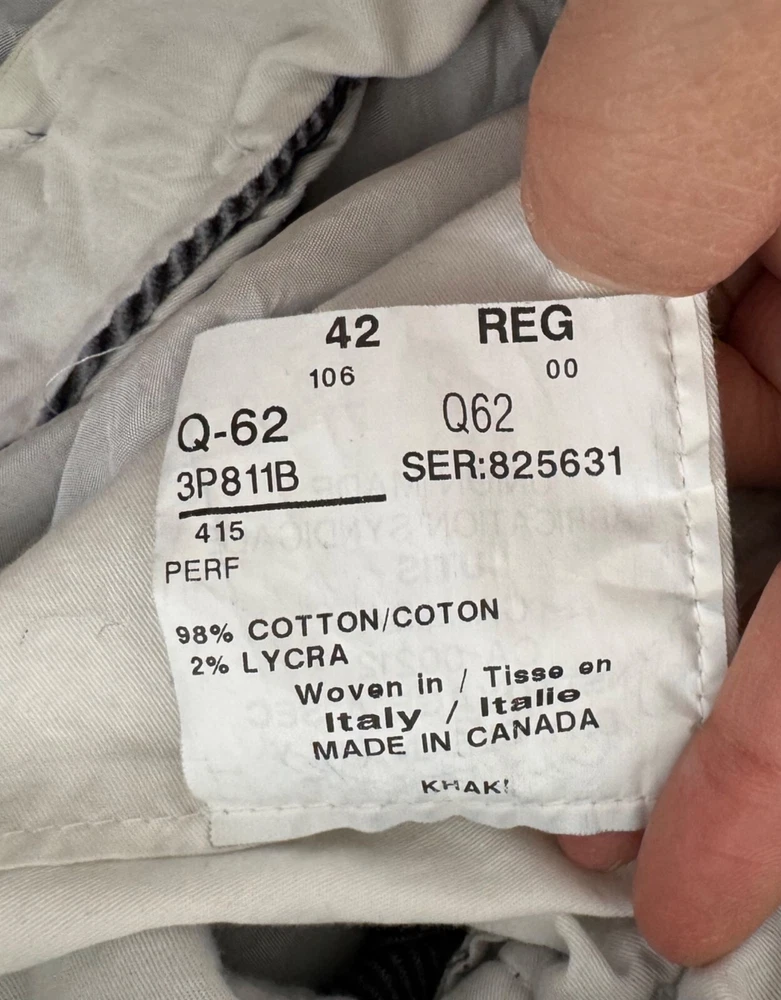 42 REG
106 00
Q-62 Q62
3P811B SER:825631
415
PERF
98% COTTON/COTON
2% LYCRA
Woven in / Tisse en
Italy / Italie
MADE IN CANADA
KHAKI